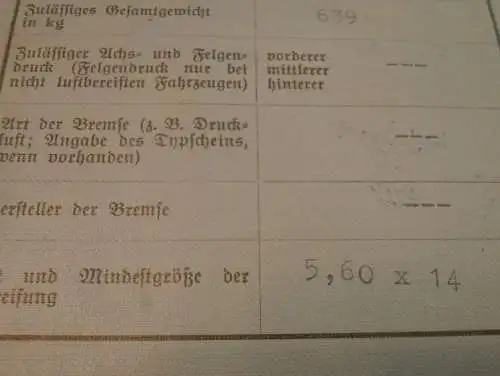 Zulässiges Gesamtgewicht
in kg
639
Zulässiger Achs- und Felgen-
druck (Felgendruck nur bei
nicht luftbereiften Fahrzeugen)
vorderer
mittlerer
hinterer
---
Art der Bremse (z. B. Druck-
luft; Angabe des Typscheins,
wenn vorhanden)
---
ersteller der Bremse
---
und Mindestgröße der
reifung
5,60 x 14